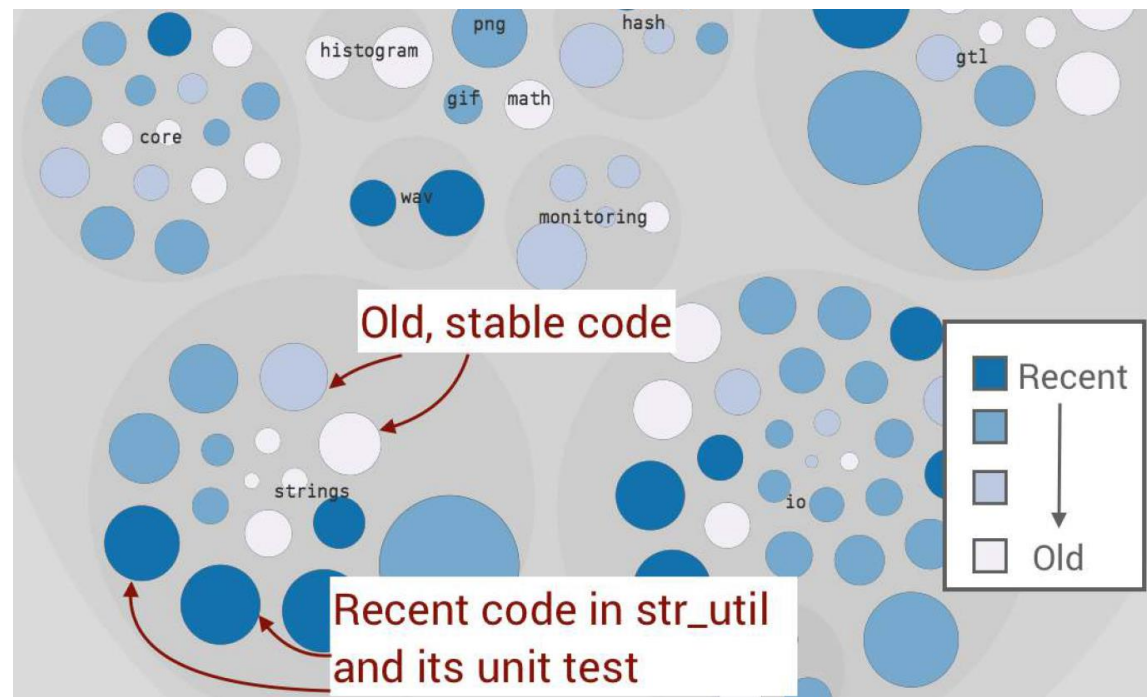 png
hash
histogram
gtl
gif
math
core
wav
monitoring
Old, stable code
Recent
strings
io
Old
Recent code in str_util
and its unit test